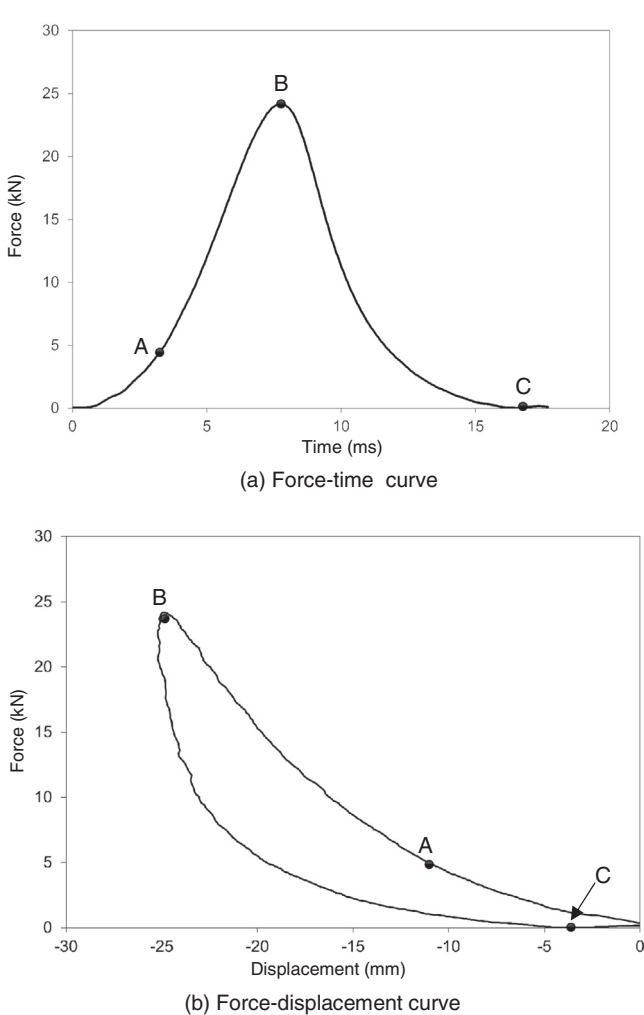 30
25
20
15
10
5
0
Force (kN)
A
B
C
0 5 10 15 20
Time (ms)
(a) Force-time curve
30
25
20
15
10
5
0
Force (kN)
B
A
C
-30 -25 -20 -15 -10 -5 0
Displacement (mm)
(b) Force-displacement curve